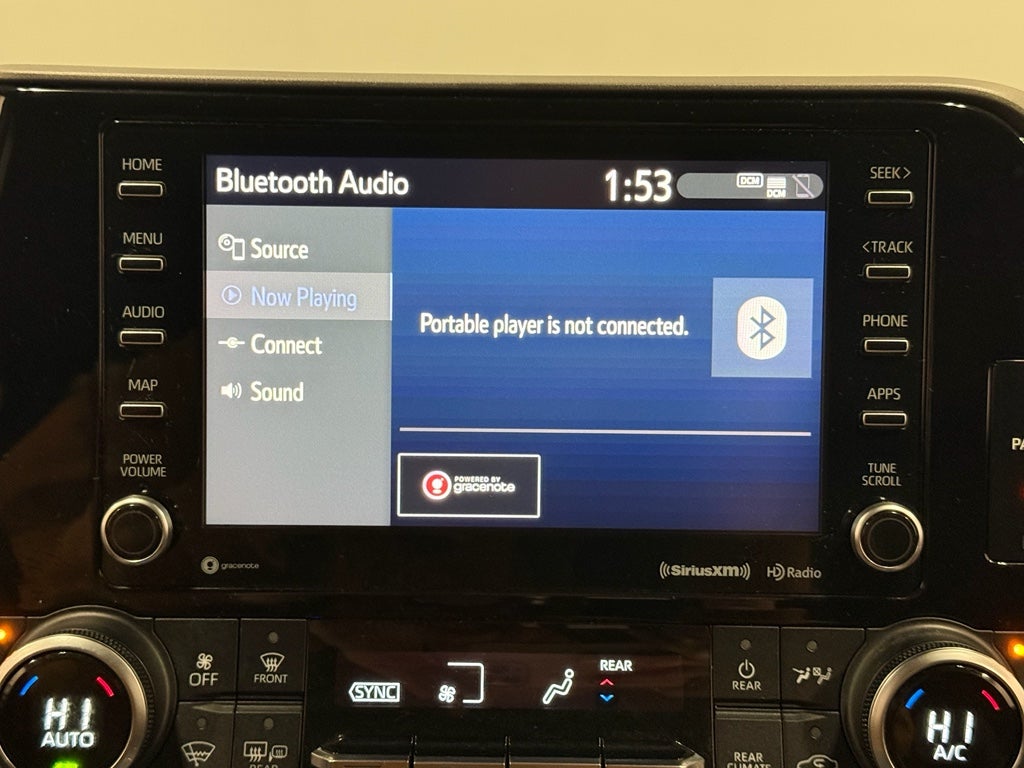 HOME
MENU
AUDIO
MAP
POWER
VOLUME
Bluetooth Audio
1:53
DCM
DCM
Source
Now Playing
Connect
Sound
Portable player is not connected.
POWERED BY
gracenote
SEEK>
<TRACK
PHONE
APPS
TUNE
SCROLL
gracenote
((SiriusXM))
HD Radio
HI
AUTO
OFF
FRONT
REAR
SYNC
REAR
REAR
REAR
CLIMATE
HI
A/C